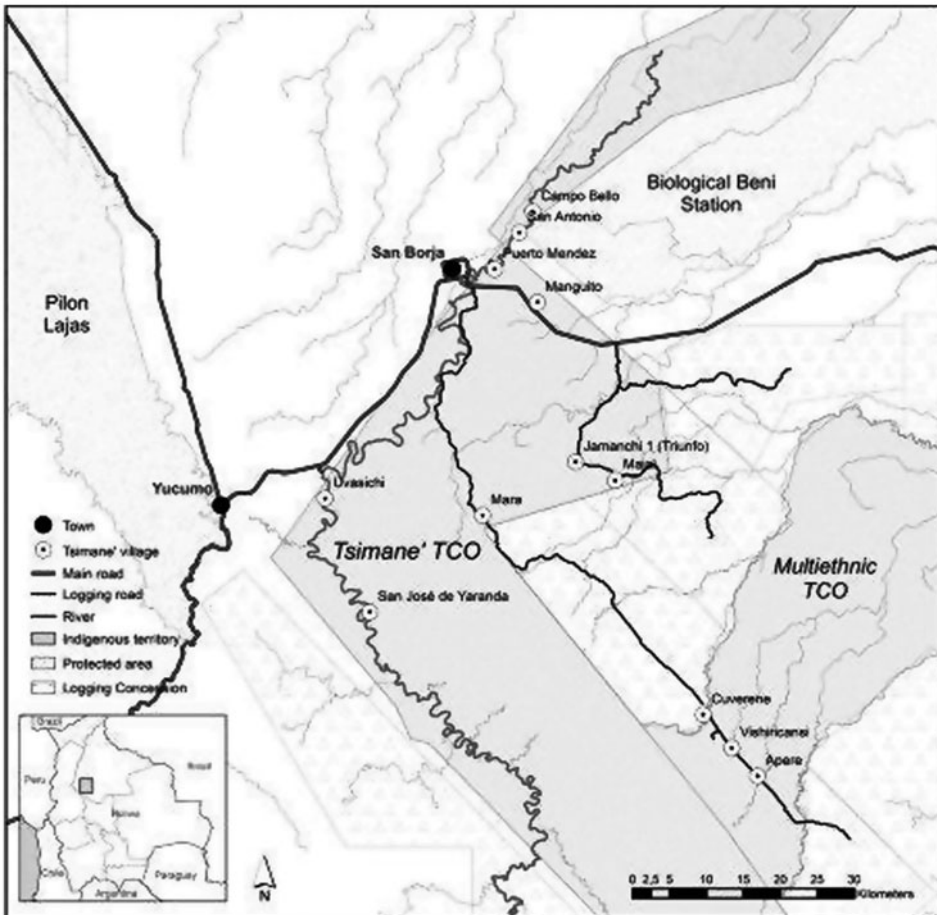 Campo Bello
San Antonio
Biological Beni
Station
San Borja
Puerto Mendez
Manguito
Pilon
Lajas
Jamanchi 1 (Triunfo)
Uvasichi
Yucumo
Mara
Tsimane' TCO
Multiethnic
TCO
San José de Yaranda
Cuverene
Vishiricansi
Apere
Town
Tsimane' village
Main road
Logging road
River
Indigenous territory
Protected area
Logging Concession
Brazil
Peru
Brasil
Bolivia
Chile
Paraguay
Argentina
N
0 2,5 5 10 15 20 25 30
Kilometers